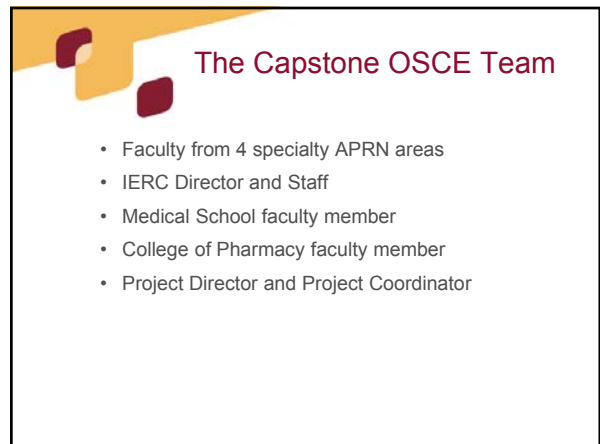 The Capstone OSCE Team
• Faculty from 4 specialty APRN areas
• IERC Director and Staff
• Medical School faculty member
• College of Pharmacy faculty member
• Project Director and Project Coordinator